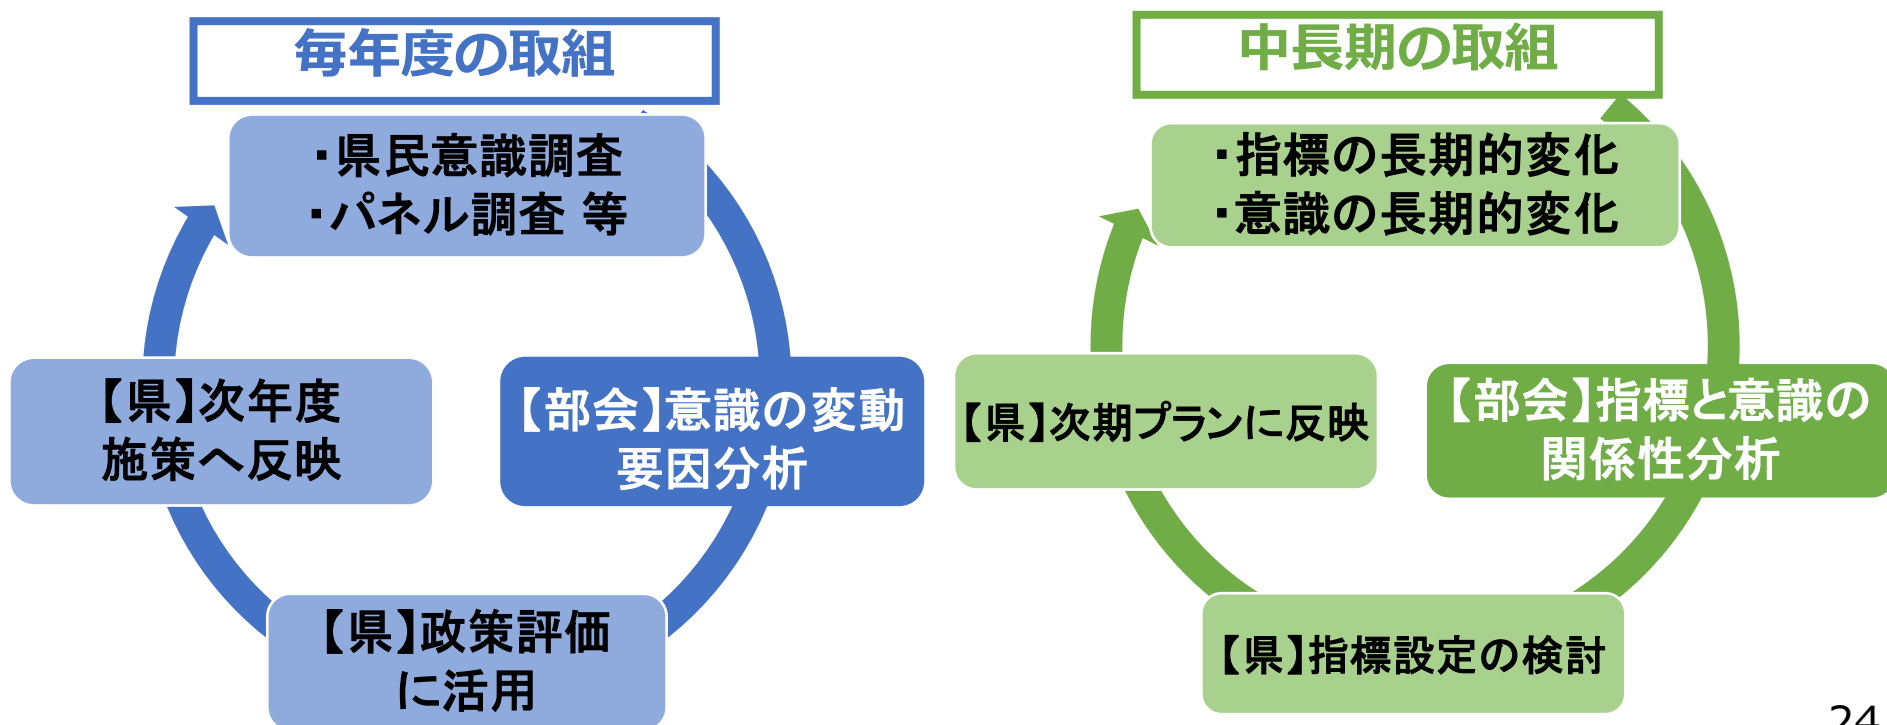 毎年度の取組
・県民意識調査
・パネル調査 等
【部会】意識の変動
要因分析
【県】政策評価
に活用
【県】次年度
施策へ反映
中長期の取組
・指標の長期的変化
・意識の長期的変化
【部会】指標と意識の
関係性分析
【県】指標設定の検討
【県】次期プランに反映
24